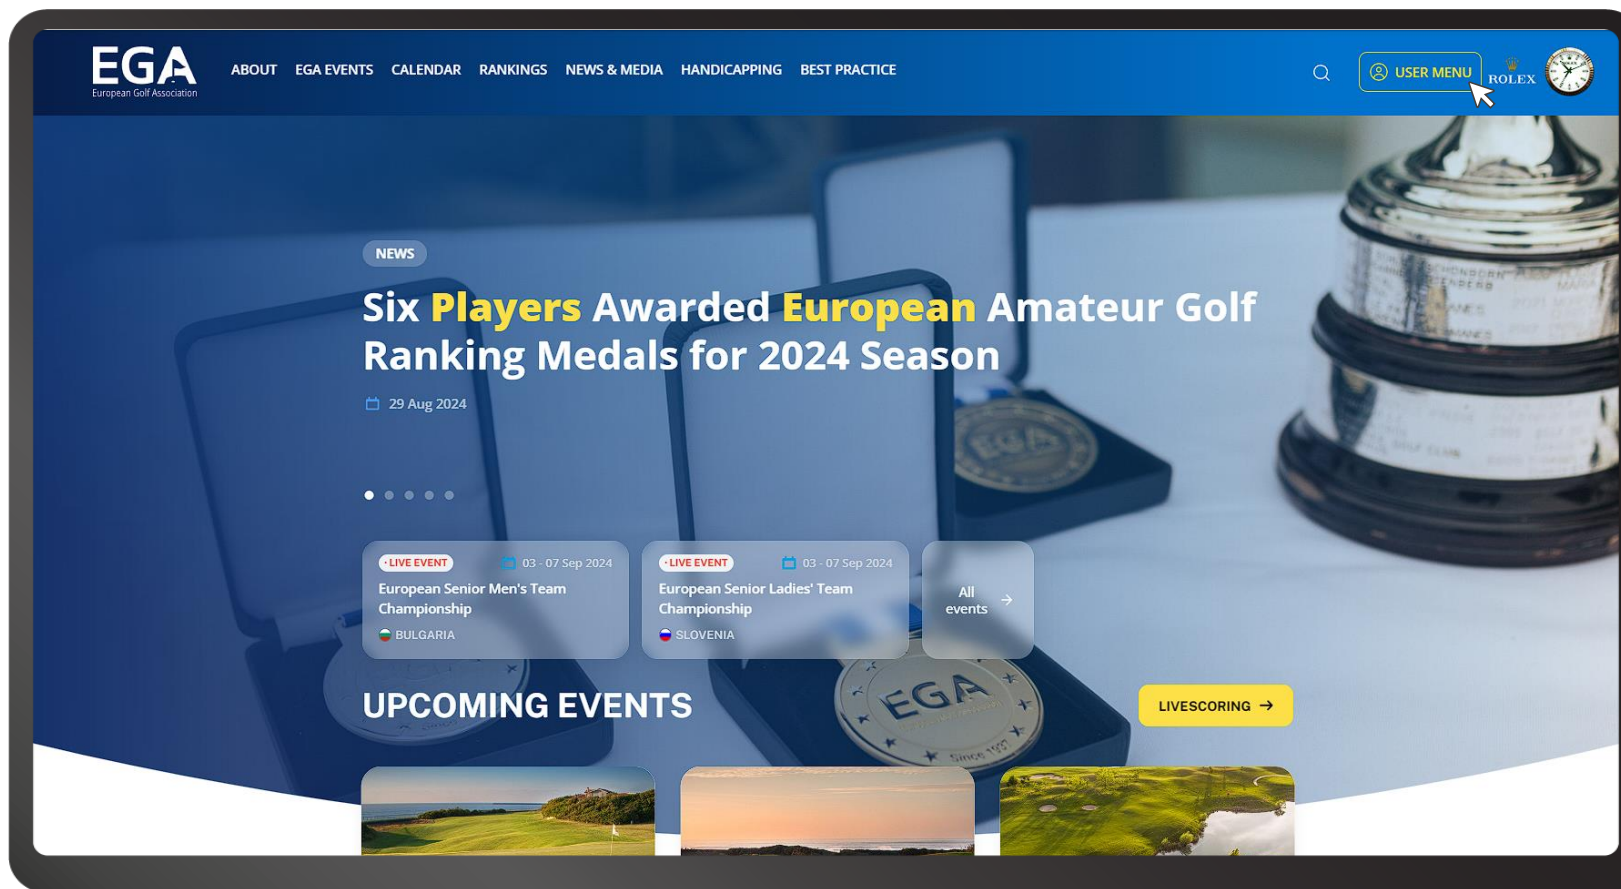 EGA
European Golf Association
ABOUT EGA EVENTS CALENDAR RANKINGS NEWS & MEDIA HANDICAPPING BEST PRACTICE
USER MENU
ROLEX
NEWS
Six Players Awarded European Amateur Golf
Ranking Medals for 2024 Season
29 Aug 2024
· LIVE EVENT 03 - 07 Sep 2024
European Senior Men's Team
Championship
BULGARIA
· LIVE EVENT 03 - 07 Sep 2024
European Senior Ladies' Team
Championship
SLOVENIA
All
events
UPCOMING EVENTS
LIVESCORING
EGA
EGA
Since 1937